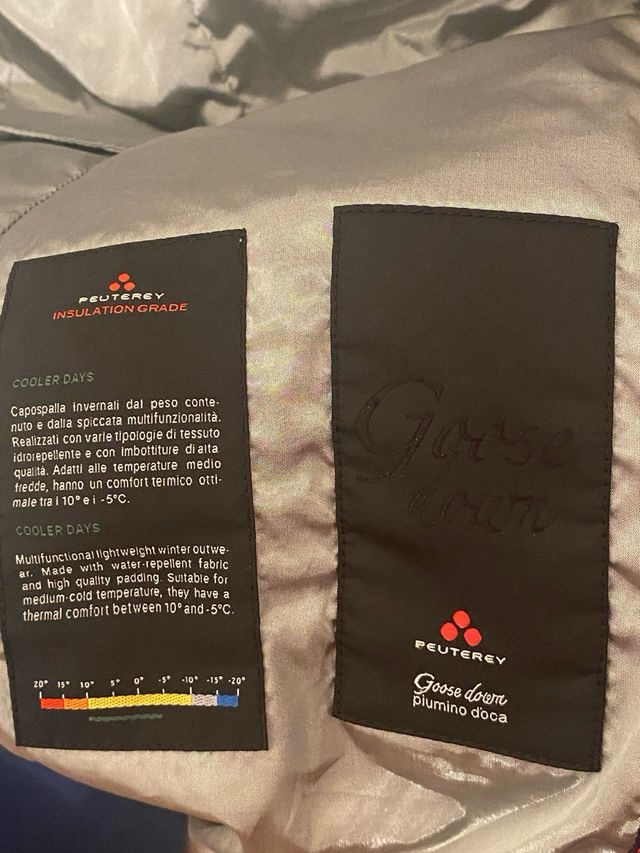 PEUTEREY
INSULATION GRADE
COOLER DAYS
Capospalla Invernali dal peso conte-
nuto e dalla spiccata multifunzionalità.
Realizzati con varie tipologie di tessuto
idrorepellente e con imbottiture di alta
qualità. Adatti alle temperature medio
fredde, hanno un comfort termico otti-
male tra i 10° e i -5°C.
COOLER DAYS
Multifunctional lightweight winter outwe-
ar. Made with water-repellent fabric
and high quality padding. Suitable for
medium-cold temperature, they have a
thermal comfort between 10° and -5°C.
20° 15° 10° 5° 0° -5° -10° -15° -20°
Goose
down
PEUTEREY
Goose down
piumino d'oca